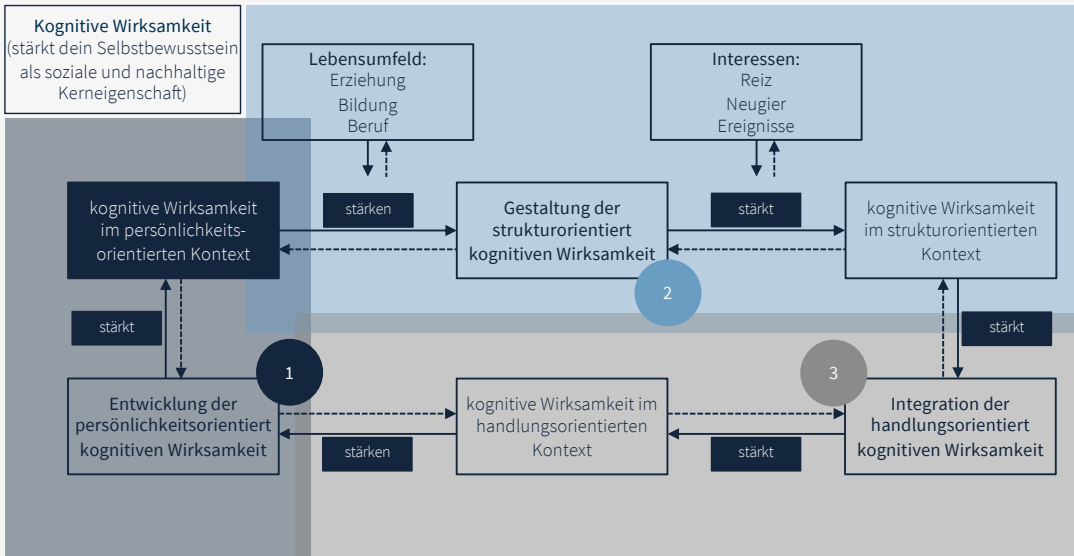 Kognitive Wirksamkeit
(stärkt dein Selbstbewusstsein
als soziale und nachhaltige
Kerneigenschaft)
Lebensumfeld:
Erziehung
Bildung
Beruf
Interessen:
Reiz
Neugier
Ereignisse
kognitive Wirksamkeit
im persönlichkeits-
orientierten Kontext
stärken
Gestaltung der
strukturorientiert
kognitiven Wirksamkeit
stärkt
kognitive Wirksamkeit
im strukturorientierten
Kontext
2
stärkt
stärkt
1
3
Entwicklung der
persönlichkeitsorientiert
kognitiven Wirksamkeit
stärken
kognitive Wirksamkeit im
handlungsorientierten
Kontext
stärkt
Integration der
handlungsorientiert
kognitiven Wirksamkeit